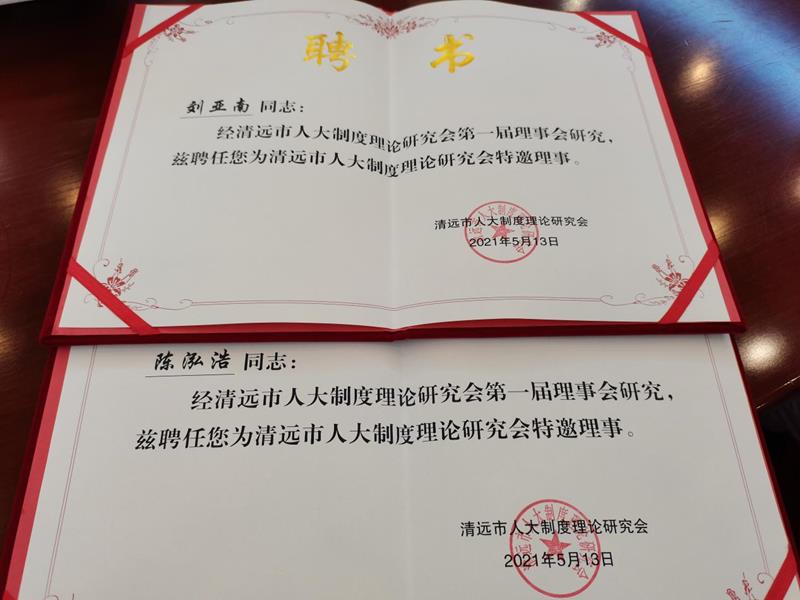 聘 书
刘亚南 同志：
经清远市人大制度理论研究会第一届理事会研究，
兹聘任您为清远市人大制度理论研究会特邀理事。
清远市人大制度理论研究会
2021年5月13日
陈泓浩 同志：
经清远市人大制度理论研究会第一届理事会研究，
兹聘任您为清远市人大制度理论研究会特邀理事。
清远市人大制度理论研究会
2021年5月13日